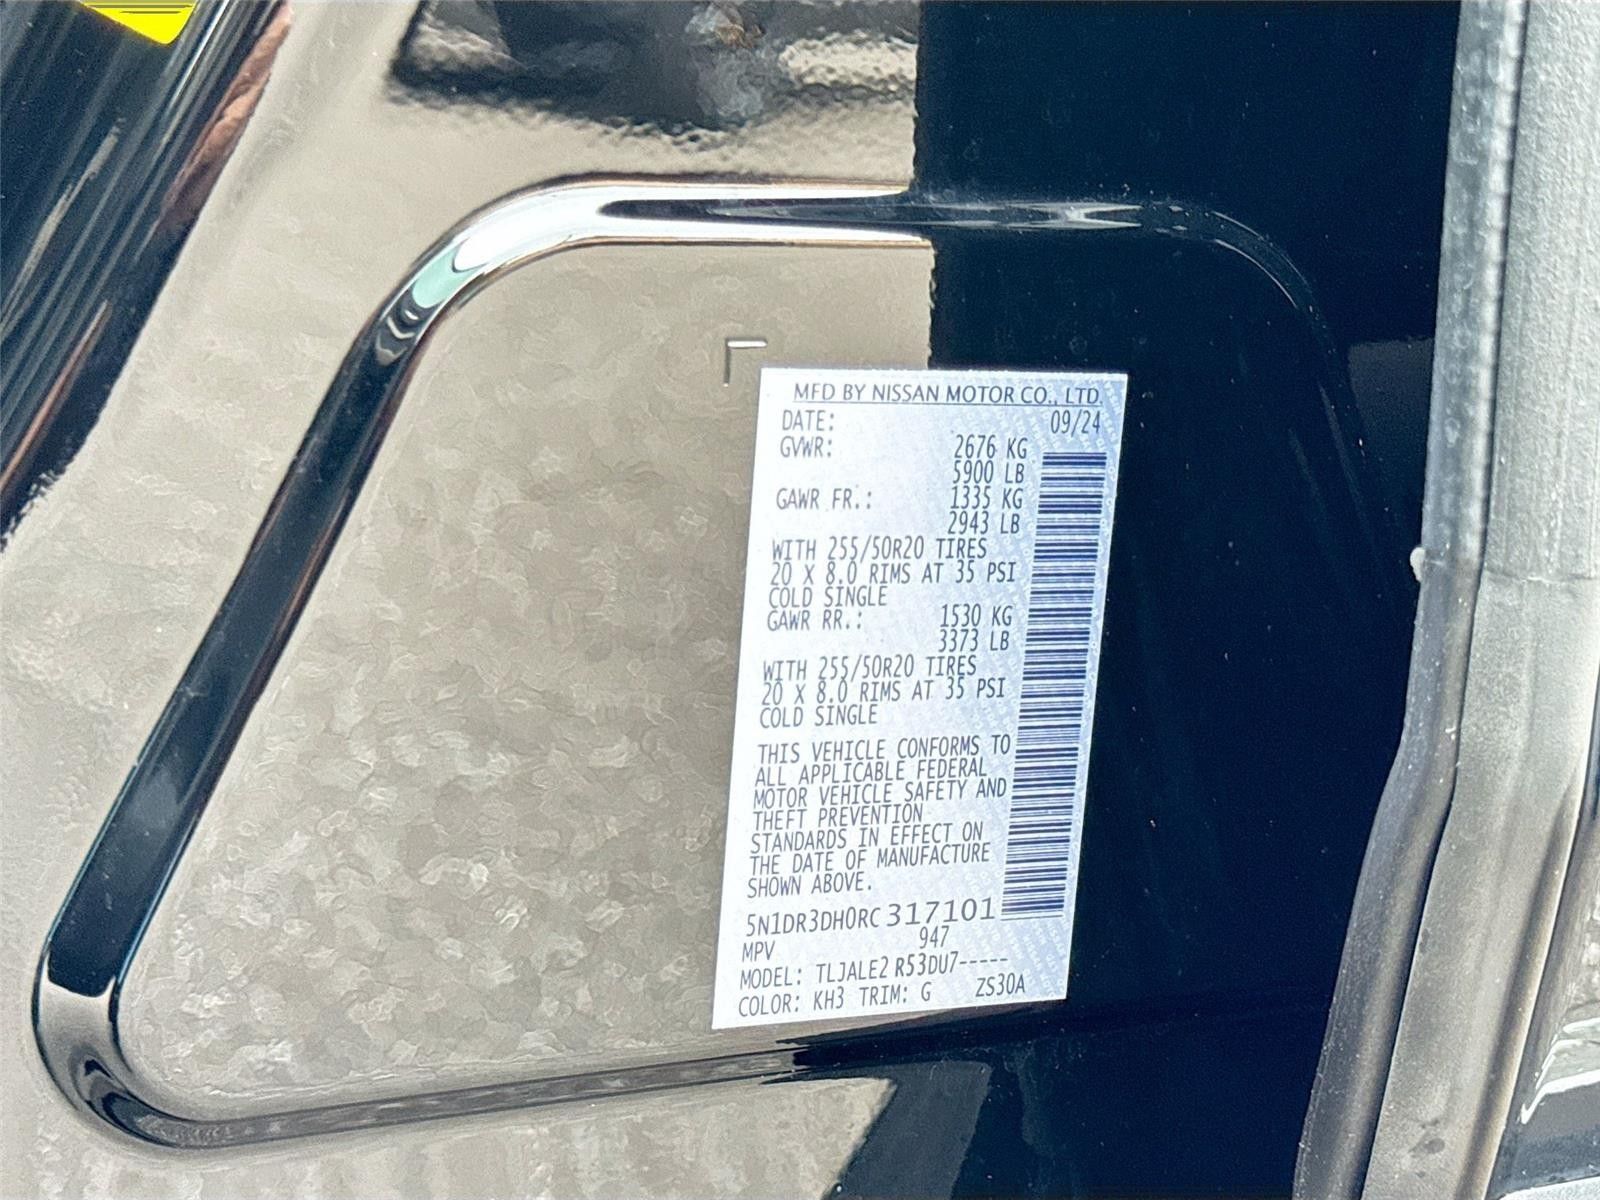 MFD BY NISSAN MOTOR CO., LTD.
DATE: 09/24
GVWR: 2676 KG
5900 LB
GAWR FR.: 1335 KG
2943 LB
WITH 255/50R20 TIRES
20 X 8.0 RIMS AT 35 PSI
COLD SINGLE
GAWR RR.: 1530 KG
3373 LB
WITH 255/50R20 TIRES
20 X 8.0 RIMS AT 35 PSI
COLD SINGLE
THIS VEHICLE CONFORMS TO
ALL APPLICABLE FEDERAL
MOTOR VEHICLE SAFETY AND
THEFT PREVENTION
STANDARDS IN EFFECT ON
THE DATE OF MANUFACTURE
SHOWN ABOVE.
5N1DR3DH0RC 317101
MPV 947
MODEL: TLJALE2 R53DU7-----
COLOR: KH3 TRIM: G ZS30A